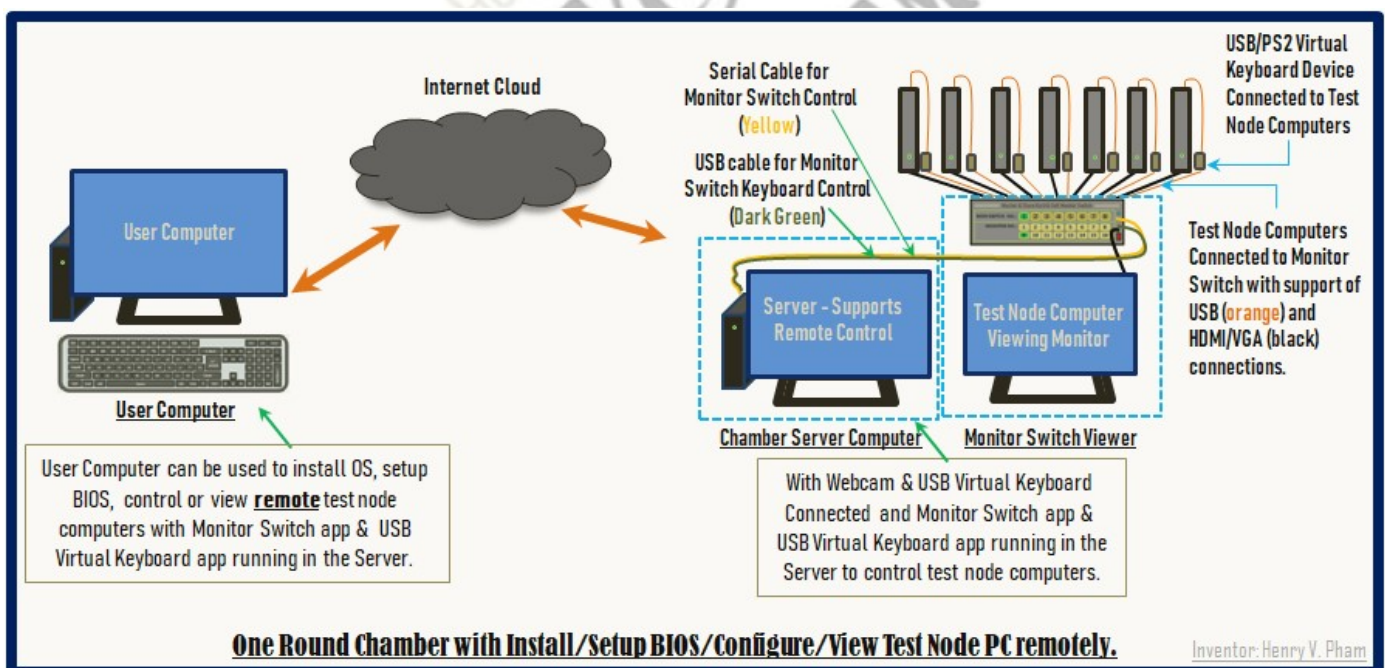 Internet Cloud
Serial Cable for
Monitor Switch Control
(Yellow)
USB cable for Monitor
Switch Keyboard Control
(Dark Green)
USB/PS2 Virtual
Keyboard Device
Connected to Test
Node Computers
Test Node Computers
Connected to Monitor
Switch with support of
USB (orange) and
HDMI/VGA (black)
connections.
User Computer
Server - Supports
Remote Control
Test Node Computer
Viewing Monitor
User Computer
Chamber Server Computer
Monitor Switch Viewer
User Computer can be used to install OS, setup
BIOS, control or view remote test node
computers with Monitor Switch app & USB
Virtual Keyboard app running in the Server.
With Webcam & USB Virtual Keyboard
Connected and Monitor Switch app &
USB Virtual Keyboard app running in the
Server to control test node computers.
One Round Chamber with Install/Setup BIOS/Configure/View Test Node PC remotely.
Inventor: Henry V. Pham